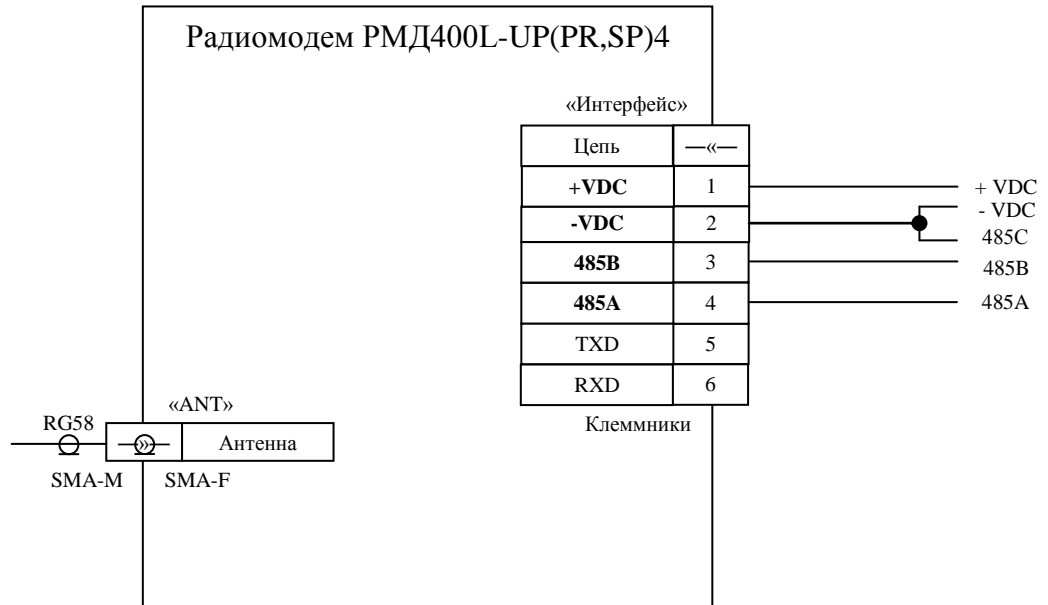 Радиомодем РМД400L-UP(PR,SP)4
«Интерфейс»
Цепь —«—
+VDC 1 + VDC
-VDC 2 - VDC
485C
485B 3 485B
485A 4 485A
TXD 5
RXD 6
Клеммники
«ANT»
RG58
» Антенна
SMA-M SMA-F